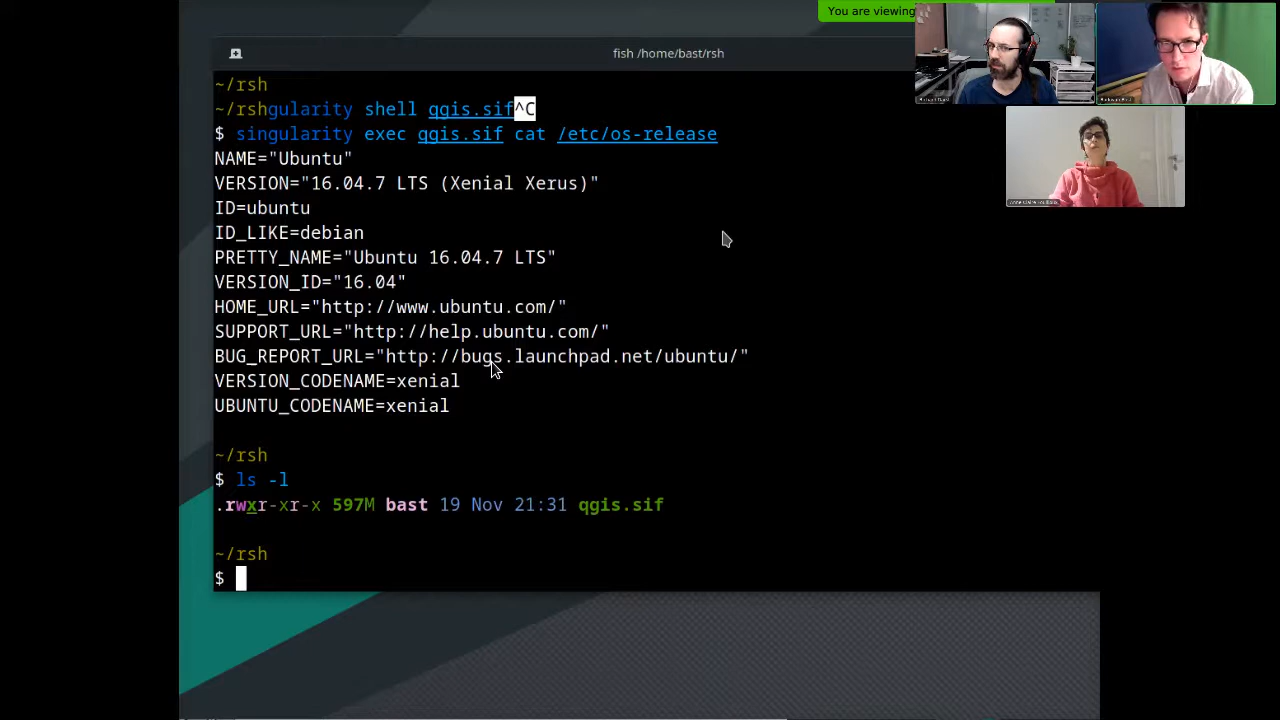 You are viewing
fish /home/bast/rsh
~/rsh
~/rshgularity shell qgis.sif^C
$ singularity exec qgis.sif cat /etc/os-release
NAME="Ubuntu"
VERSION="16.04.7 LTS (Xenial Xerus)"
ID=ubuntu
ID_LIKE=debian
PRETTY_NAME="Ubuntu 16.04.7 LTS"
VERSION_ID="16.04"
HOME_URL="http://www.ubuntu.com/"
SUPPORT_URL="http://help.ubuntu.com/"
BUG_REPORT_URL="http://bugs.launchpad.net/ubuntu/"
VERSION_CODENAME=xenial
UBUNTU_CODENAME=xenial
~/rsh
$ ls -l
.rwxr-xr-x 597M bast 19 Nov 21:31 qgis.sif
~/rsh
$